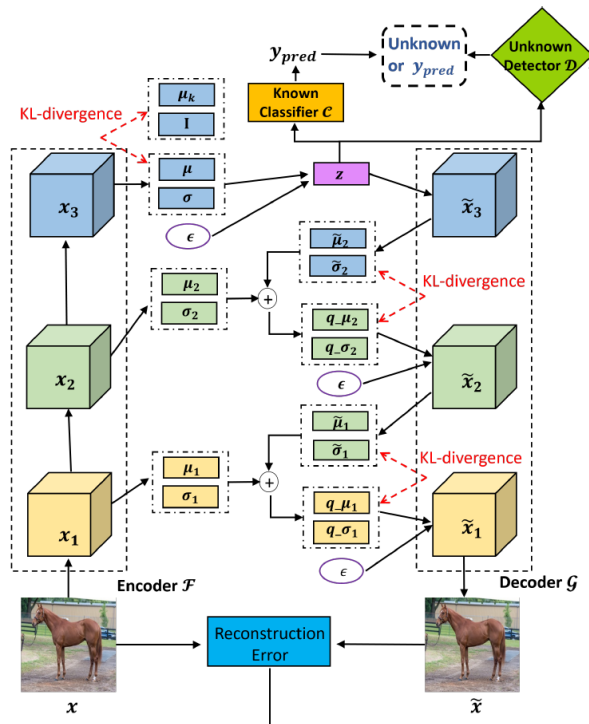 y_pred
Unknown
or y_pred
Unknown
Detector 𝒟
Known
Classifier 𝒞
KL-divergence
μ_k
I
μ
σ
z
ϵ
x_3
x̃_3
μ̃_2
σ̃_2
KL-divergence
μ_2
σ_2
+
q_μ_2
q_σ_2
ϵ
x_2
x̃_2
μ̃_1
σ̃_1
KL-divergence
μ_1
σ_1
+
q_μ_1
q_σ_1
ϵ
x_1
x̃_1
Encoder ℱ
Decoder 𝒢
Reconstruction
Error
x
x̃